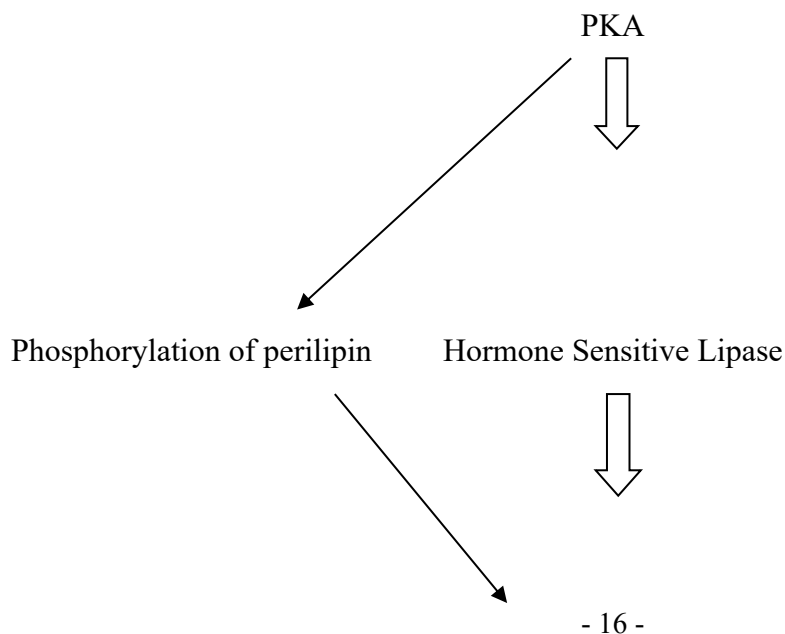 PKA
Phosphorylation of perilipin
Hormone Sensitive Lipase
- 16 -